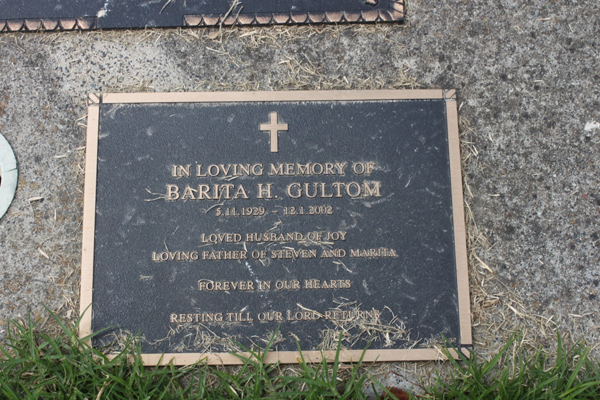 IN LOVING MEMORY OF
BARITA H. GULTOM
5.11.1929 – 12.1.2002
LOVED HUSBAND OF JOY
LOVING FATHER OF STEVEN AND MARITA
FOREVER IN OUR HEARTS
RESTING TILL OUR LORD RETURNS